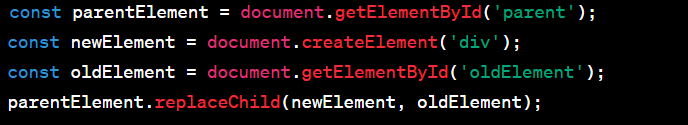 const parentElement = document.getElementById('parent');
const newElement = document.createElement('div');
const oldElement = document.getElementById('oldElement');
parentElement.replaceChild(newElement, oldElement);